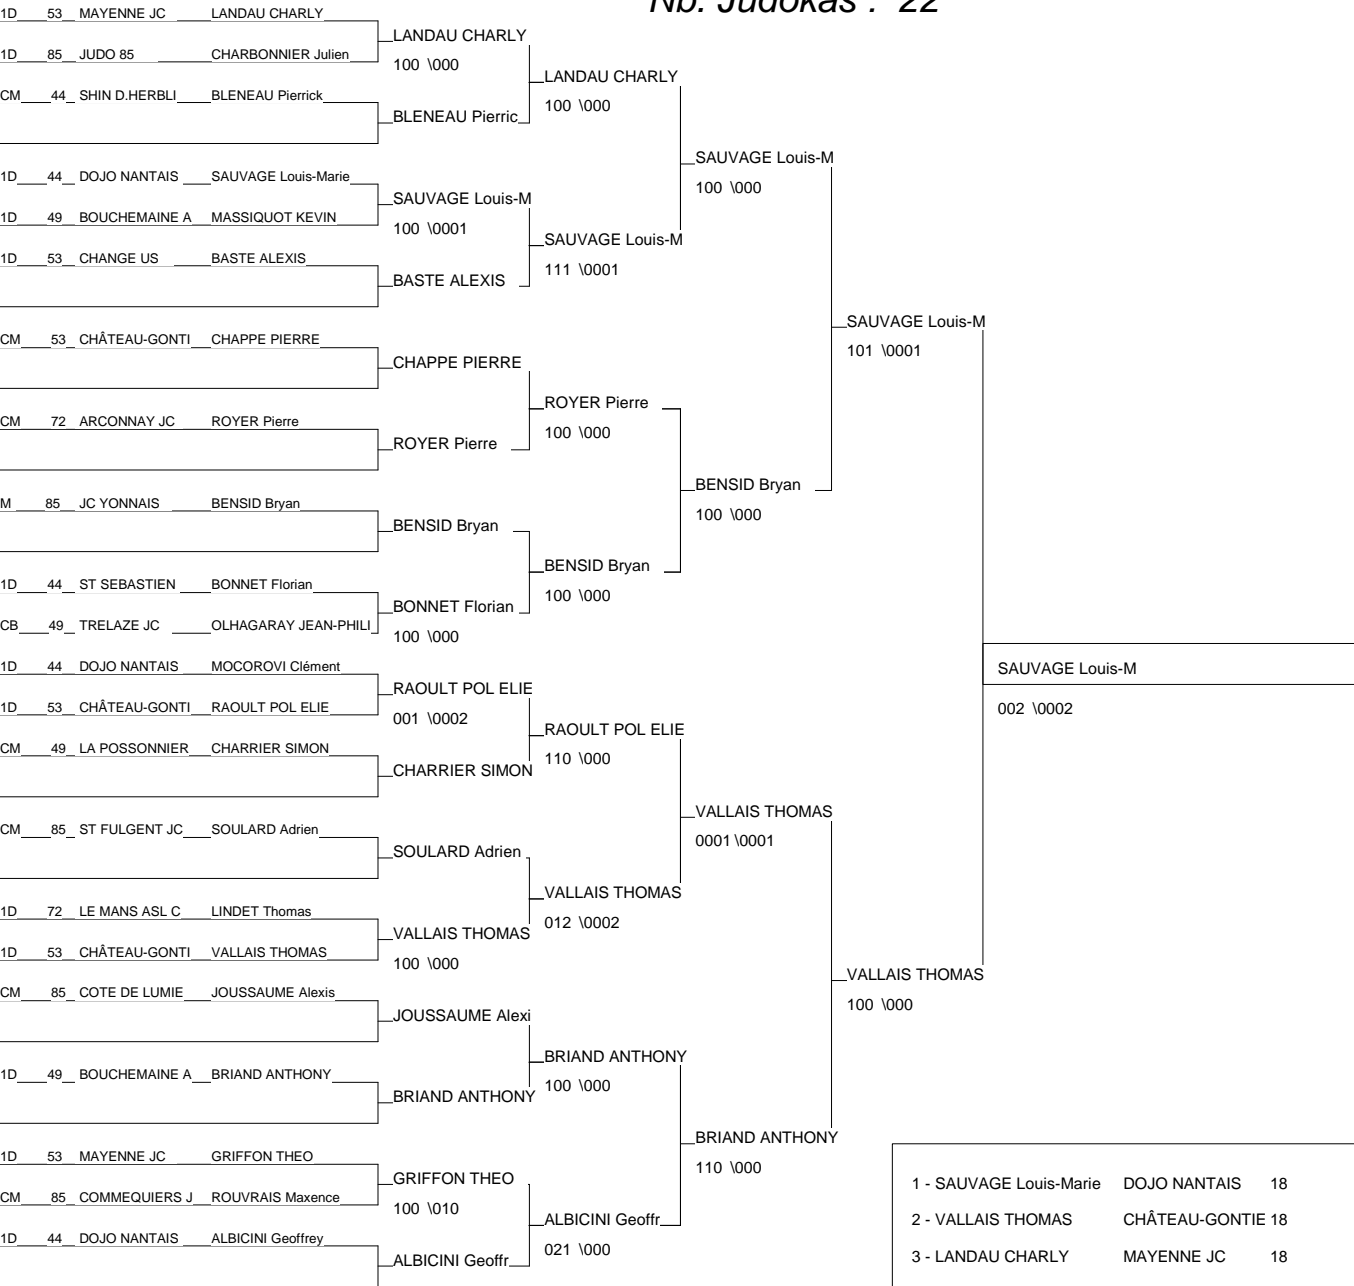 Nb. Judokas : 22
1D 53 MAYENNE JC LANDAU CHARLY
LANDAU CHARLY
1D 85 JUDO 85 CHARBONNIER Julien
100 \000
LANDAU CHARLY
CM 44 SHIN D.HERBLI BLENEAU Pierrick
100 \000
BLENEAU Pierric
SAUVAGE Louis-M
1D 44 DOJO NANTAIS SAUVAGE Louis-Marie
100 \000
SAUVAGE Louis-M
1D 49 BOUCHEMAINE A MASSIQUOT KEVIN
100 \0001
SAUVAGE Louis-M
1D 53 CHANGE US BASTE ALEXIS
111 \0001
BASTE ALEXIS
SAUVAGE Louis-M
CM 53 CHÂTEAU-GONTI CHAPPE PIERRE
101 \0001
CHAPPE PIERRE
ROYER Pierre
CM 72 ARCONNAY JC ROYER Pierre
100 \000
ROYER Pierre
BENSID Bryan
M 85 JC YONNAIS BENSID Bryan
100 \000
BENSID Bryan
BENSID Bryan
1D 44 ST SEBASTIEN BONNET Florian
100 \000
BONNET Florian
CB 49 TRELAZE JC OLHAGARAY JEAN-PHILI
100 \000
1D 44 DOJO NANTAIS MOCOROVI Clément
SAUVAGE Louis-M
RAOULT POL ELIE
1D 53 CHÂTEAU-GONTI RAOULT POL ELIE
002 \0002
001 \0002
RAOULT POL ELIE
CM 49 LA POSSONNIER CHARRIER SIMON
110 \000
CHARRIER SIMON
VALLAIS THOMAS
CM 85 ST FULGENT JC SOULARD Adrien
0001 \0001
SOULARD Adrien
VALLAIS THOMAS
1D 72 LE MANS ASL C LINDET Thomas
012 \0002
VALLAIS THOMAS
1D 53 CHÂTEAU-GONTI VALLAIS THOMAS
100 \000
VALLAIS THOMAS
CM 85 COTE DE LUMIE JOUSSAUME Alexis
100 \000
JOUSSAUME Alexi
BRIAND ANTHONY
1D 49 BOUCHEMAINE A BRIAND ANTHONY
100 \000
BRIAND ANTHONY
BRIAND ANTHONY
1D 53 MAYENNE JC GRIFFON THEO
110 \000
GRIFFON THEO
1 - SAUVAGE Louis-Marie DOJO NANTAIS 18
CM 85 COMMEQUIERS J ROUVRAIS Maxence
100 \010
ALBICINI Geoffr
2 - VALLAIS THOMAS CHÂTEAU-GONTIE 18
1D 44 DOJO NANTAIS ALBICINI Geoffrey
021 \000
ALBICINI Geoffr
3 - LANDAU CHARLY MAYENNE JC 18